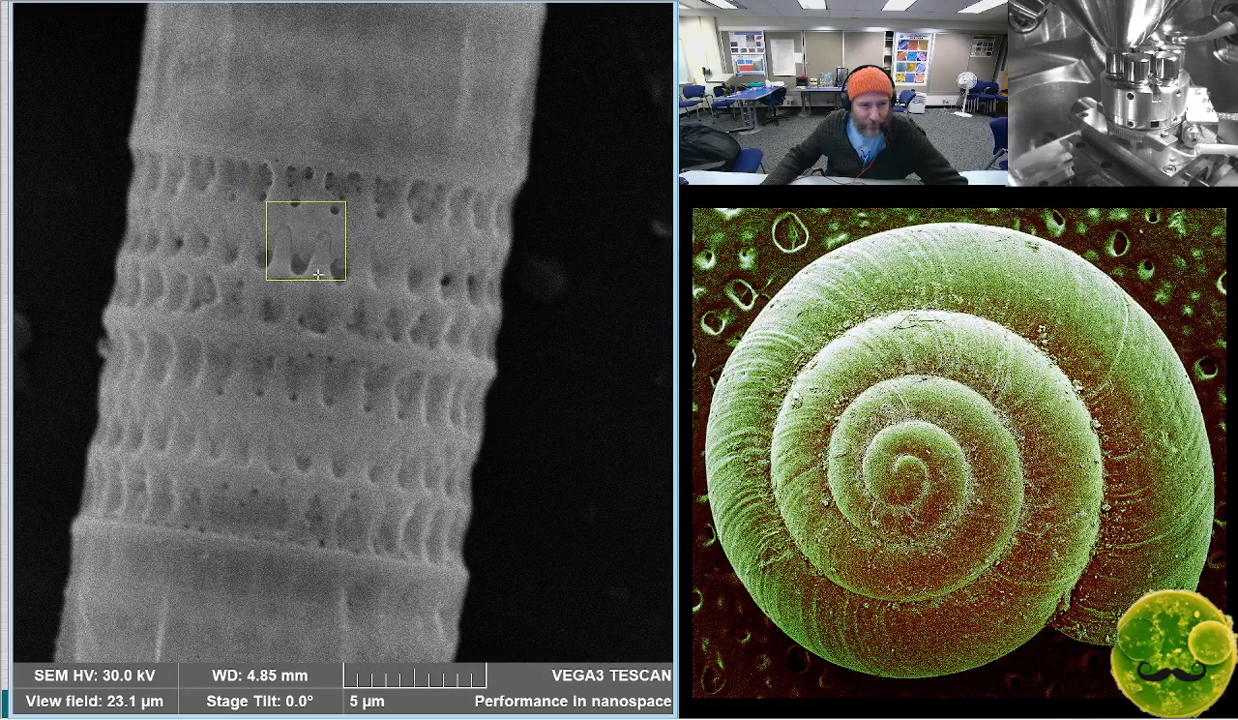 SEM HV: 30.0 kV
WD: 4.85 mm
VEGA3 TESCAN
View field: 23.1 µm
Stage Tilt: 0.0°
5 µm
Performance in nanospace